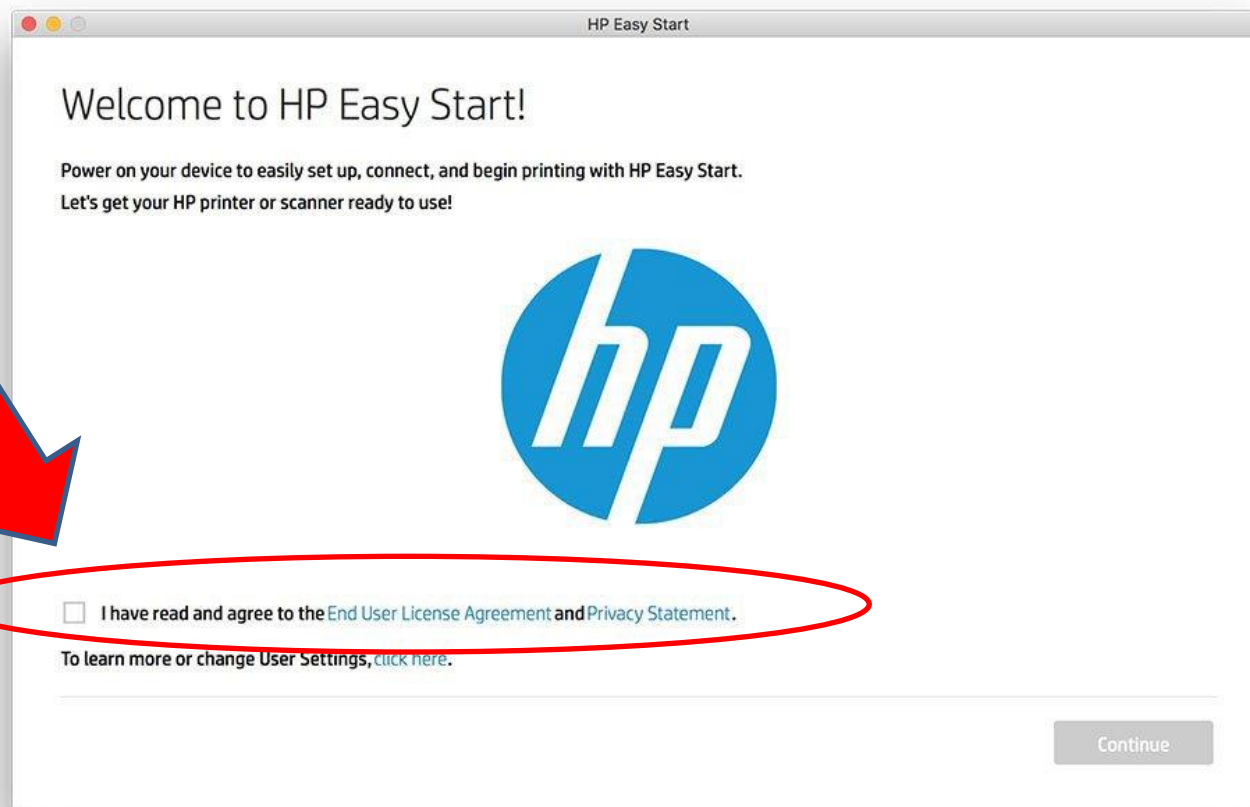 HP Easy Start
Welcome to HP Easy Start!
Power on your device to easily set up, connect, and begin printing with HP Easy Start.
Let's get your HP printer or scanner ready to use!
hp
I have read and agree to the End User License Agreement and Privacy Statement.
To learn more or change User Settings, click here.
Continue